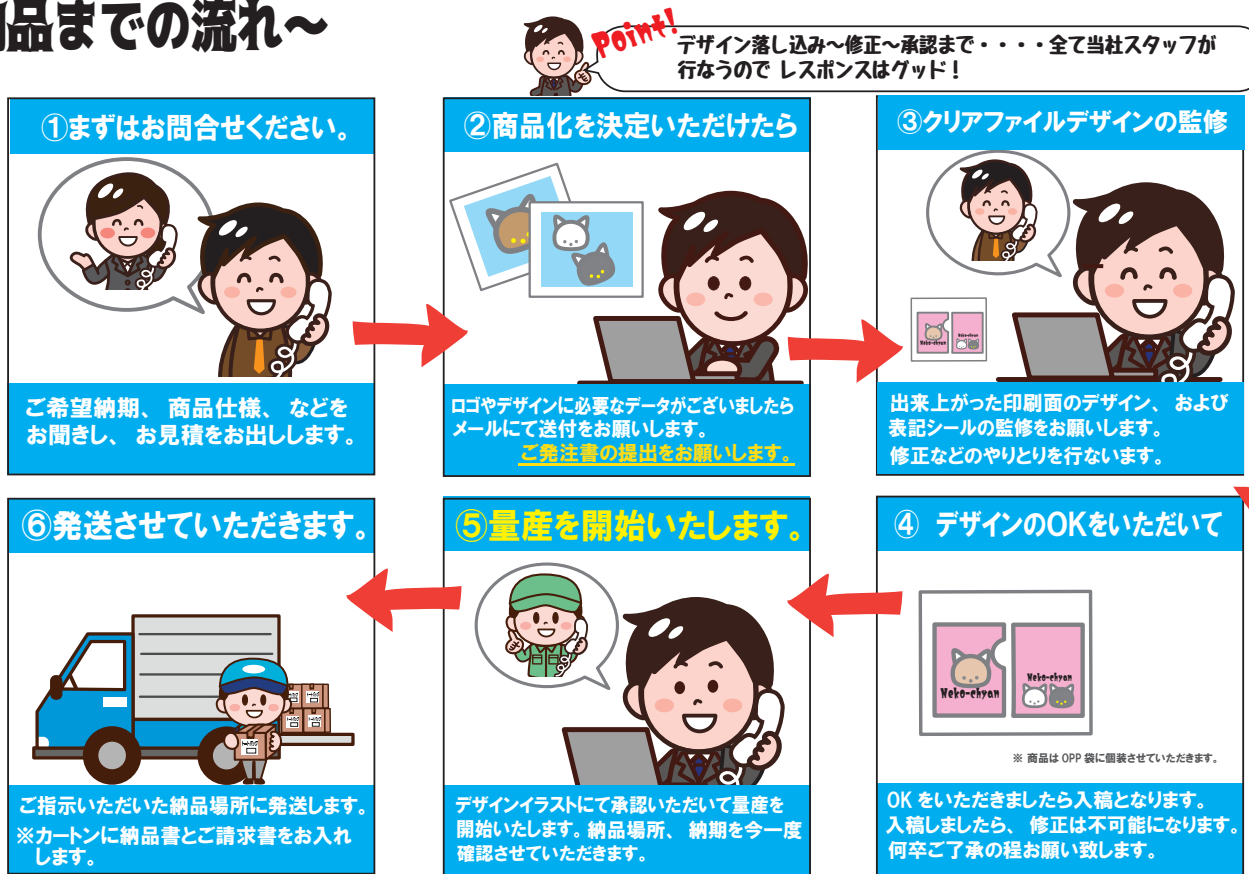 品までの流れ～
Point!
デザイン落し込み～修正～承認まで・・・・全て当社スタッフが
行なうので レスポンスはグッド！
①まずはお問合せください。
ご希望納期、 商品仕様、 などを
お聞きし、 お見積をお出しします。
②商品化を決定いただけたら
ロゴやデザインに必要なデータがございましたら
メールにて送付をお願いします。
ご発注書の提出をお願いします。
③クリアファイルデザインの監修
Neko-chyan
Neko-chyan
出来上がった印刷面のデザイン、 および
表記シールの監修をお願いします。
修正などのやりとりを行ないます。
④ デザインのOKをいただいて
Neko-chyan
Neko-chyan
※ 商品は OPP 袋に個装させていただきます。
OK をいただきましたら入稿となります。
入稿しましたら、 修正は不可能になります。
何卒ご了承の程お願い致します。
⑤量産を開始いたします。
デザインイラストにて承認いただいて量産を
開始いたします。納品場所、 納期を今一度
確認させていただきます。
⑥発送させていただきます。
ご指示いただいた納品場所に発送します。
※カートンに納品書とご請求書をお入れ
します。